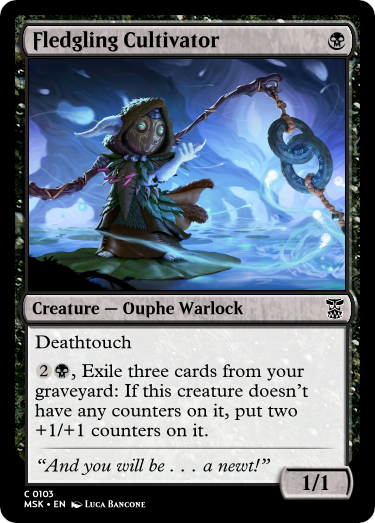 Fledgling Cultivator
Creature — Ouphe Warlock
Deathtouch
2, Exile three cards from your
graveyard: If this creature doesn't
have any counters on it, put two
+1/+1 counters on it.
“And you will be . . . a newt!”
1/1
C 0103
MSK • EN Luca Bancone